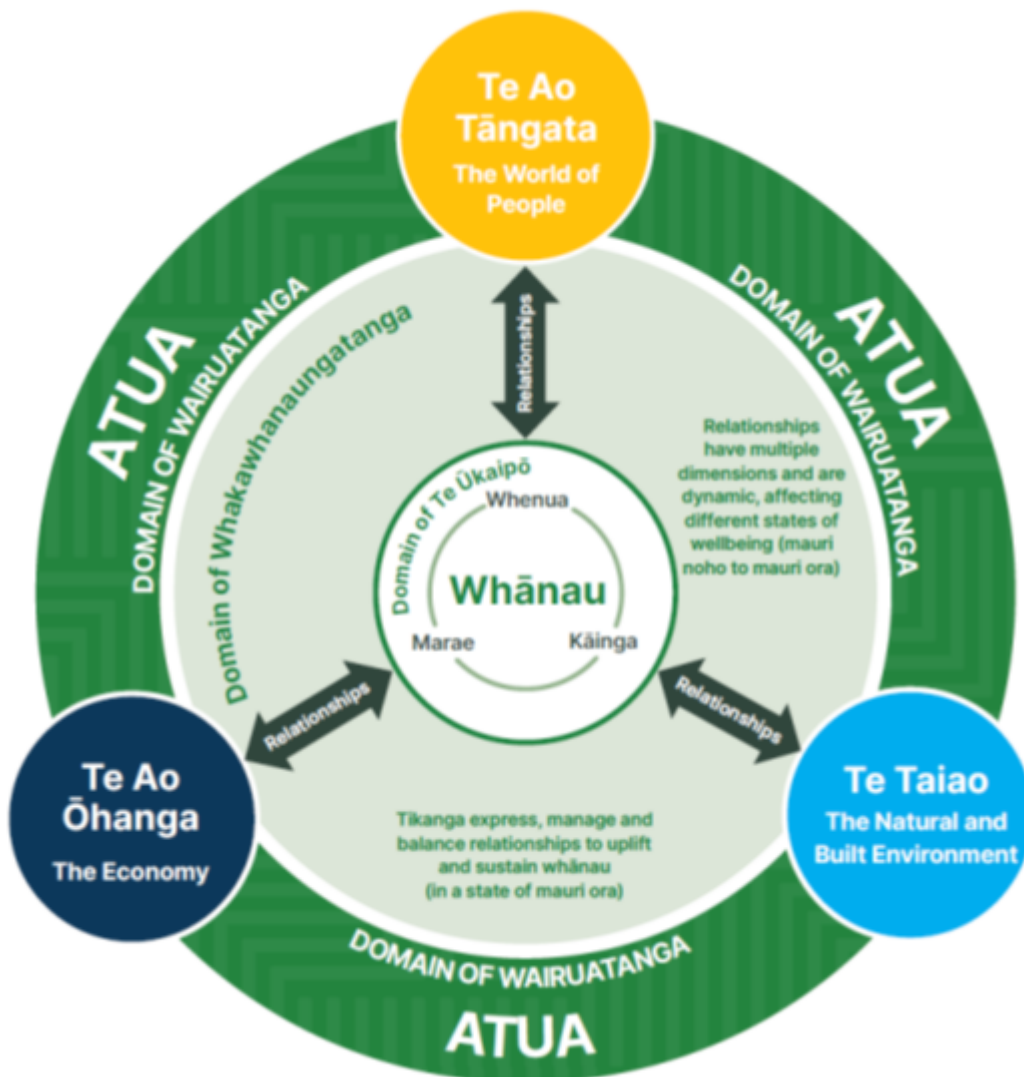 Te Ao
Tāngata
The World of
People
ATUA
DOMAIN OF WAIRUATANGA
ATUA
DOMAIN OF WAIRUATANGA
Domain of Whakawhanaungatanga
Relationships
Relationships
have multiple
dimensions and are
dynamic, affecting
different states of
wellbeing (mauri
noho to mauri ora)
Domain of Te Ūkaipō
Whenua
Whānau
Marae
Kāinga
Relationships
Relationships
Te Ao
Ōhanga
The Economy
Te Taiao
The Natural and
Built Environment
Tikanga express, manage and
balance relationships to uplift
and sustain whānau
(in a state of mauri ora)
DOMAIN OF WAIRUATANGA
ATUA